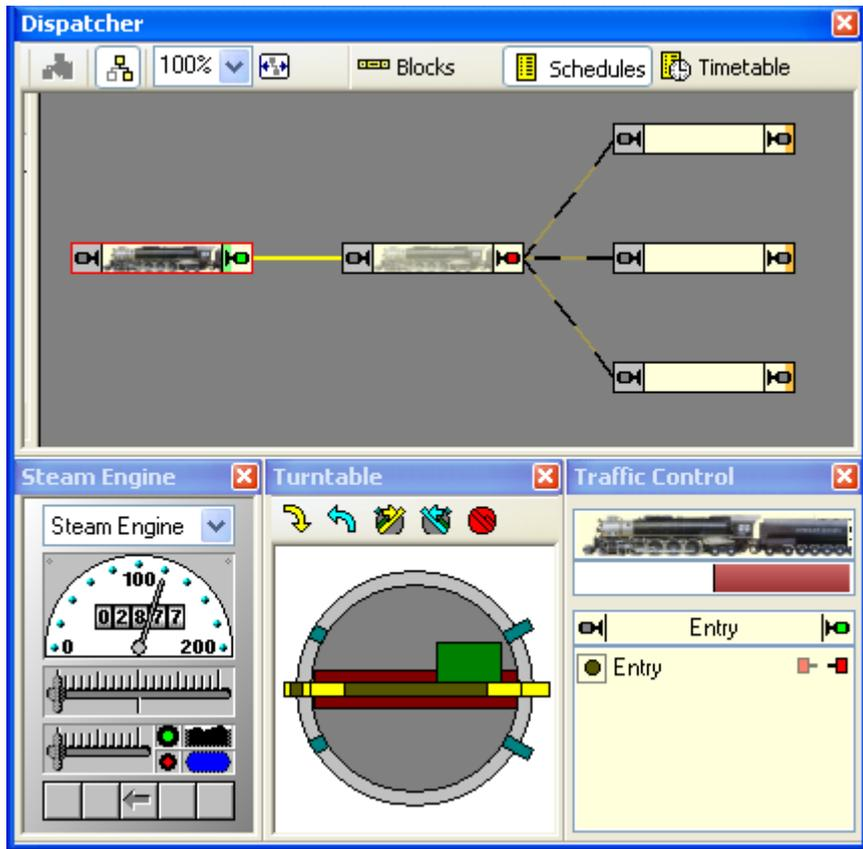 Dispatcher
100% Blocks Schedules Timetable
Steam Engine
Turntable
Traffic Control
Steam Engine
100
02877
0 200
Entry
Entry